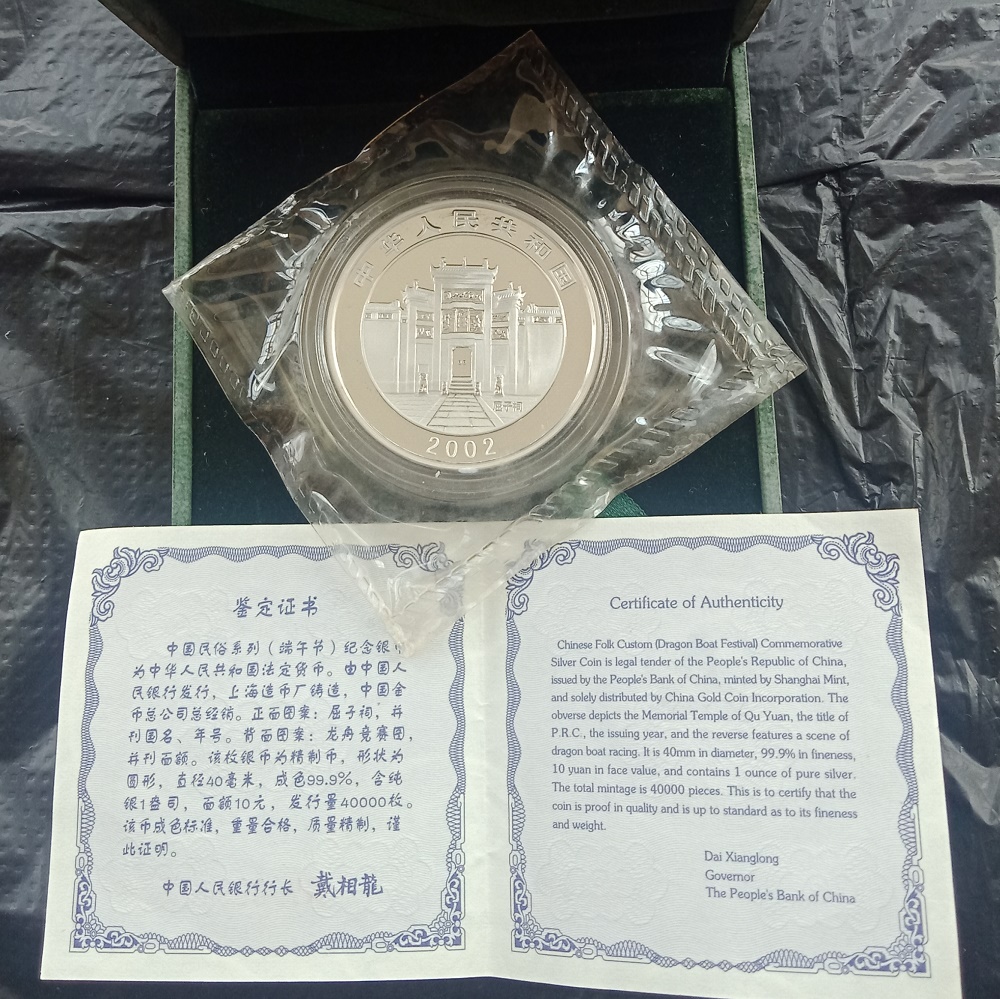 中华人民共和国
屈子祠
2002
鉴定证书
中国民俗系列（端午节）纪念银
为中华人民共和国法定货币。由中国人
民银行发行，上海造币厂铸造，中国金
币总公司总经销。正面图案：屈子祠，并
刊国名、年号。背面图案：龙舟竞赛图，
并刊面额。该枚银币为精制币，形状为
圆形，直径40毫米，成色99.9%，含纯
银1盎司，面额10元，发行量40000枚。
该币成色标准，重量合格，质量精制，谨
此证明。
中国人民银行行长 戴相龍
Certificate of Authenticity
Chinese Folk Custom (Dragon Boat Festival) Commemorative
Silver Coin is legal tender of the People's Republic of China,
issued by the People's Bank of China, minted by Shanghai Mint,
and solely distributed by China Gold Coin Incorporation. The
obverse depicts the Memorial Temple of Qu Yuan, the title of
P.R.C., the issuing year, and the reverse features a scene of
dragon boat racing. It is 40mm in diameter, 99.9% in fineness,
10 yuan in face value, and contains 1 ounce of pure silver.
The total mintage is 40000 pieces. This is to certify that the
coin is proof in quality and is up to standard as to its fineness
and weight.
Dai Xianglong
Governor
The People's Bank of China